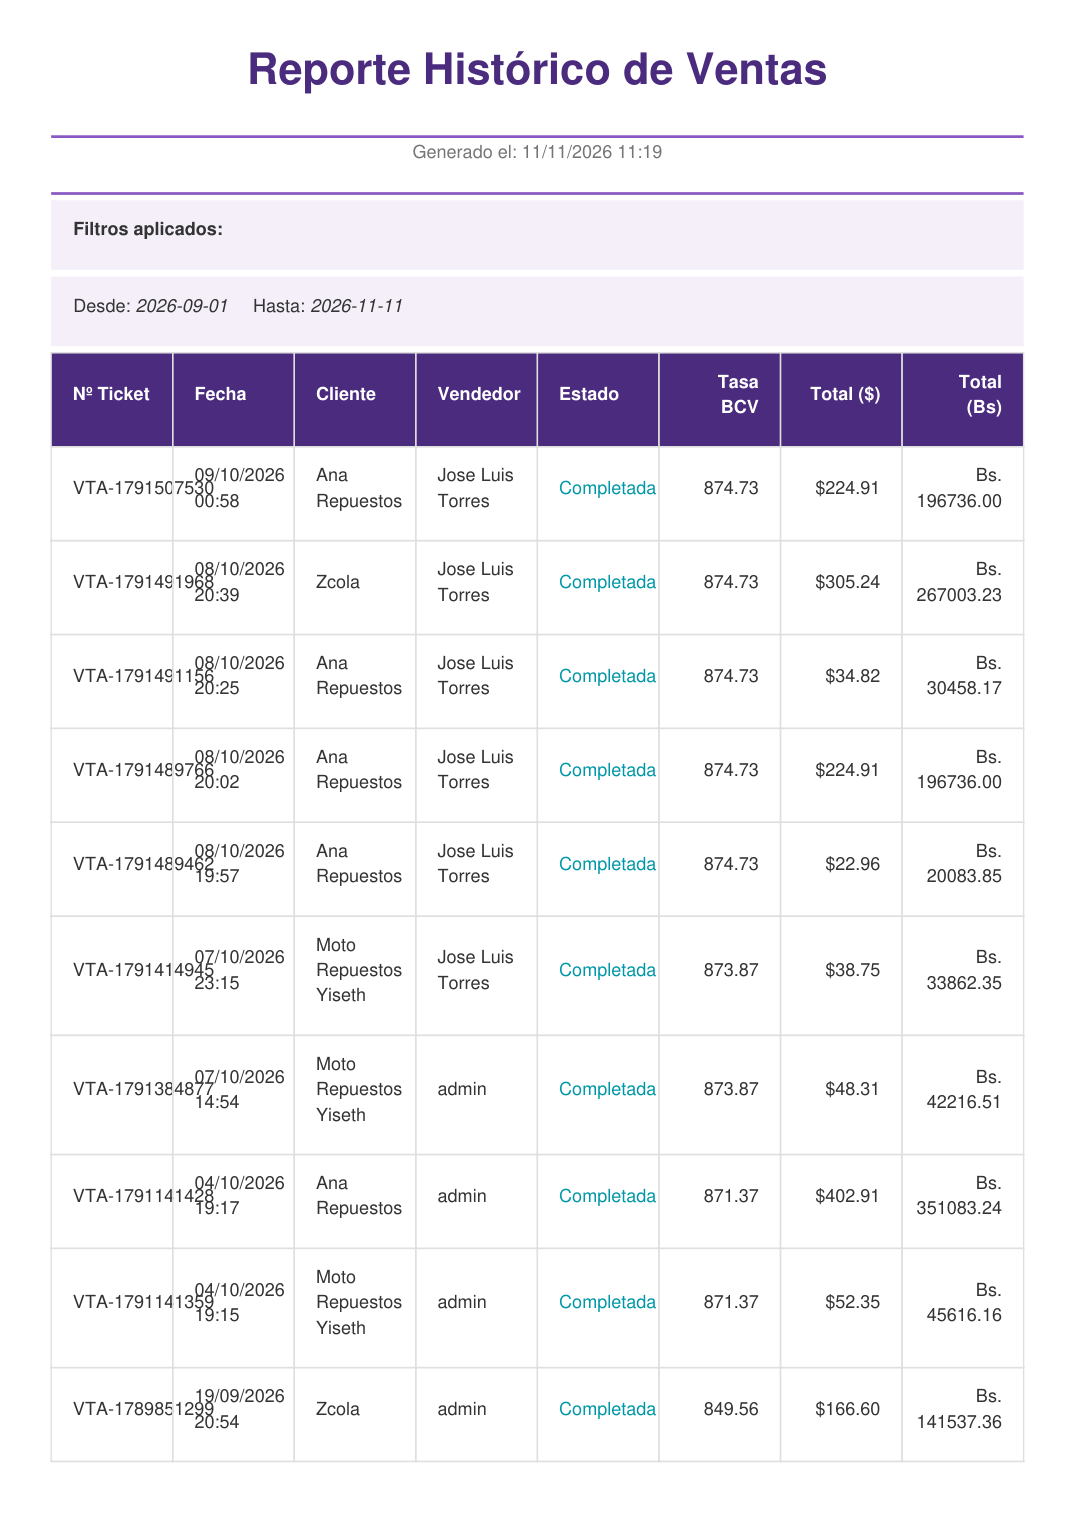 Reporte Histórico de Ventas
Generado el: 11/11/2026 11:19
Filtros aplicados:
Desde: 2026-09-01 Hasta: 2026-11-11
Nº Ticket Fecha Cliente Vendedor Estado Tasa BCV Total ($) Total (Bs)
VTA-1791507530 09/10/2026 00:58 Ana Repuestos Jose Luis Torres Completada 874.73 $224.91 Bs. 196736.00
VTA-1791491968 08/10/2026 20:39 Zcola Jose Luis Torres Completada 874.73 $305.24 Bs. 267003.23
VTA-1791491156 08/10/2026 20:25 Ana Repuestos Jose Luis Torres Completada 874.73 $34.82 Bs. 30458.17
VTA-1791489766 08/10/2026 20:02 Ana Repuestos Jose Luis Torres Completada 874.73 $224.91 Bs. 196736.00
VTA-1791489462 08/10/2026 19:57 Ana Repuestos Jose Luis Torres Completada 874.73 $22.96 Bs. 20083.85
VTA-1791414945 07/10/2026 23:15 Moto Repuestos Yiseth Jose Luis Torres Completada 873.87 $38.75 Bs. 33862.35
VTA-1791384877 07/10/2026 14:54 Moto Repuestos Yiseth admin Completada 873.87 $48.31 Bs. 42216.51
VTA-1791141428 04/10/2026 19:17 Ana Repuestos admin Completada 871.37 $402.91 Bs. 351083.24
VTA-1791141359 04/10/2026 19:15 Moto Repuestos Yiseth admin Completada 871.37 $52.35 Bs. 45616.16
VTA-1789851299 19/09/2026 20:54 Zcola admin Completada 849.56 $166.60 Bs. 141537.36